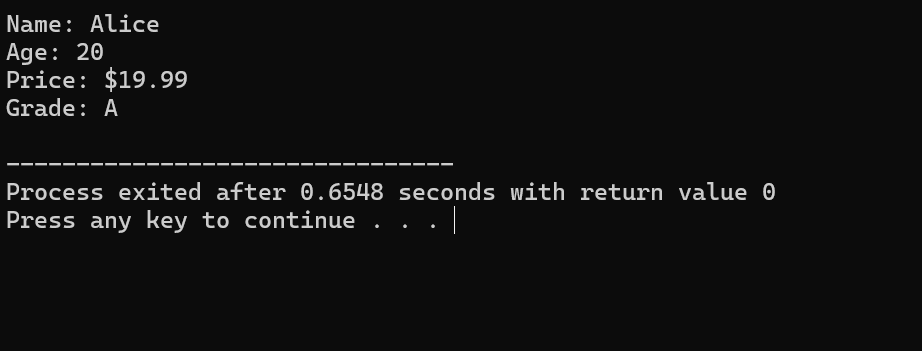 Name: Alice
Age: 20
Price: $19.99
Grade: A
--------------------------------
Process exited after 0.6548 seconds with return value 0
Press any key to continue . . .